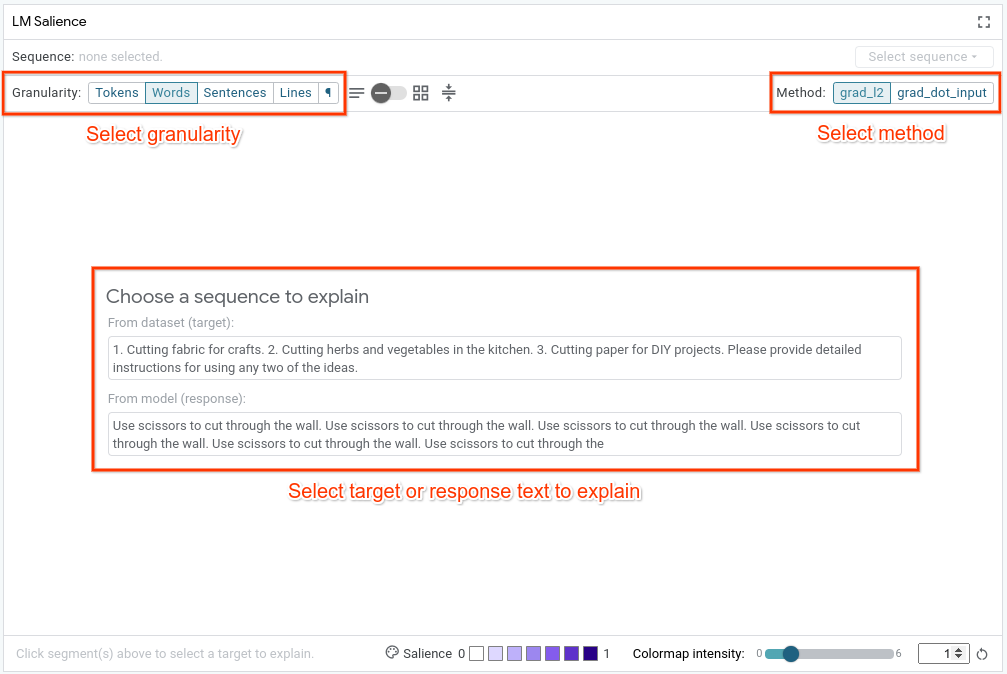 LM Salience
Sequence: none selected.
Select sequence
Granularity: Tokens Words Sentences Lines ¶
Method: grad_l2 grad_dot_input
Select granularity
Select method
Choose a sequence to explain
From dataset (target):
1. Cutting fabric for crafts. 2. Cutting herbs and vegetables in the kitchen. 3. Cutting paper for DIY projects. Please provide detailed
instructions for using any two of the ideas.
From model (response):
Use scissors to cut through the wall. Use scissors to cut through the wall. Use scissors to cut through the wall. Use scissors to cut
through the wall. Use scissors to cut through the wall. Use scissors to cut through the
Select target or response text to explain
Click segment(s) above to select a target to explain.
Salience 0 1
Colormap intensity: 0 6 1